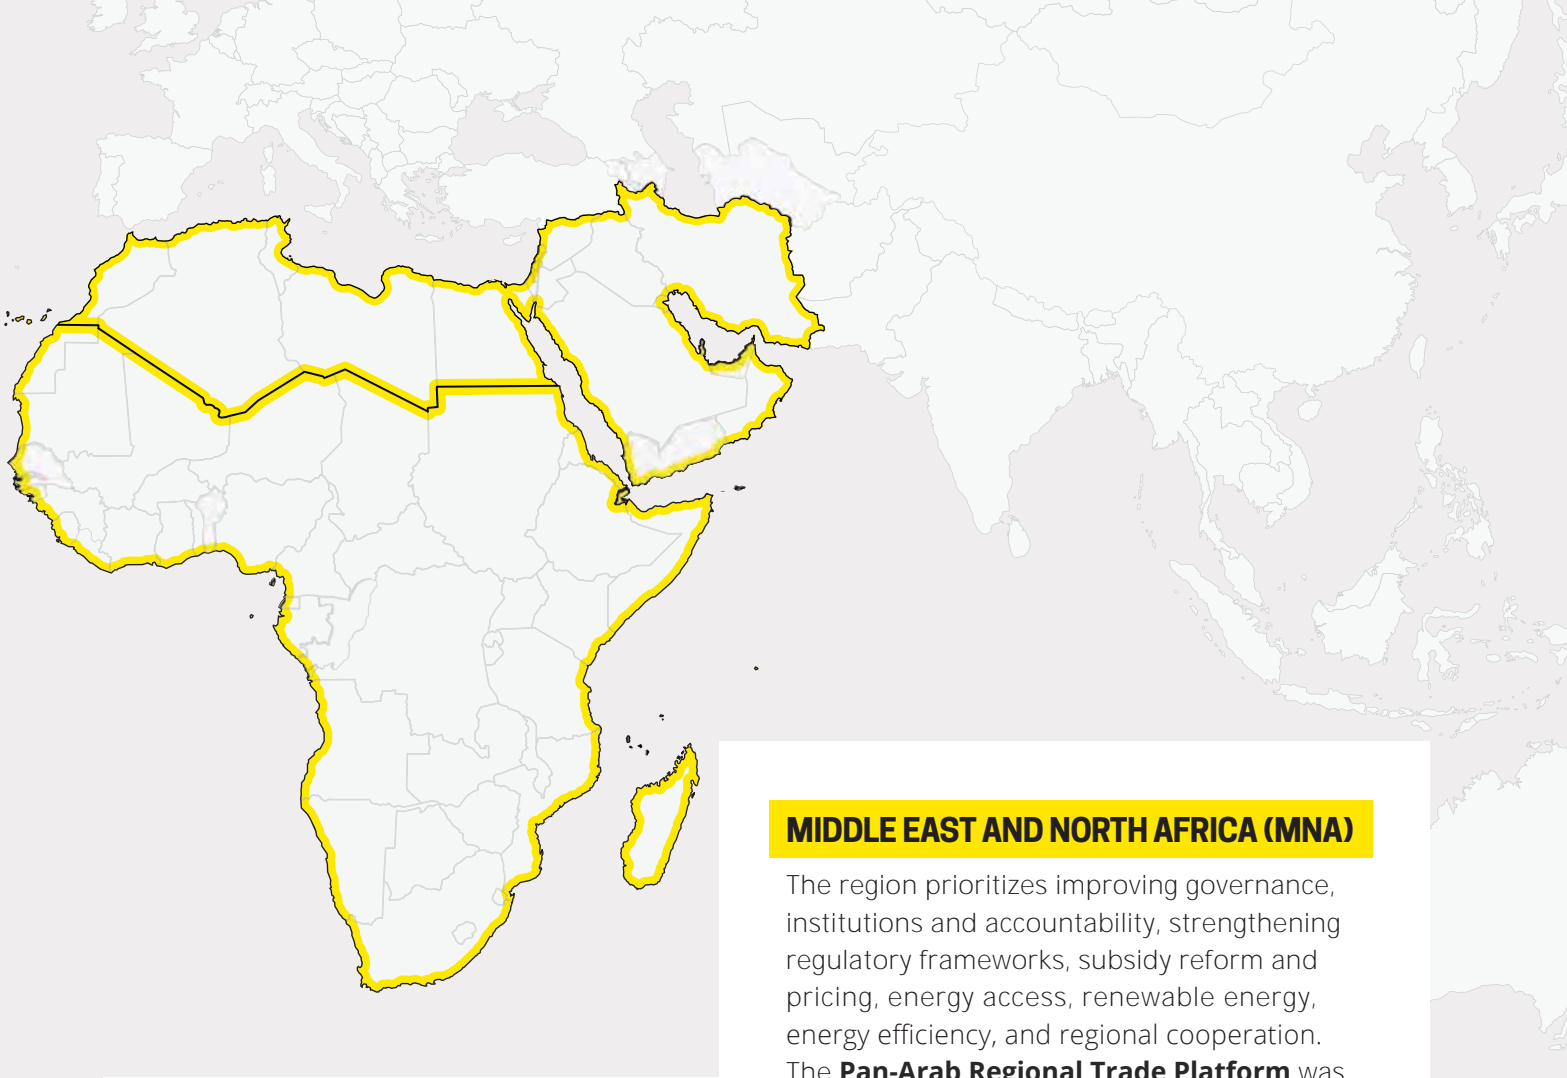 MIDDLE EAST AND NORTH AFRICA (MNA)
The region prioritizes improving governance,
institutions and accountability, strengthening
regulatory frameworks, subsidy reform and
pricing, energy access, renewable energy,
energy efficiency, and regional cooperation.
The Pan-Arab Regional Trade Platform was